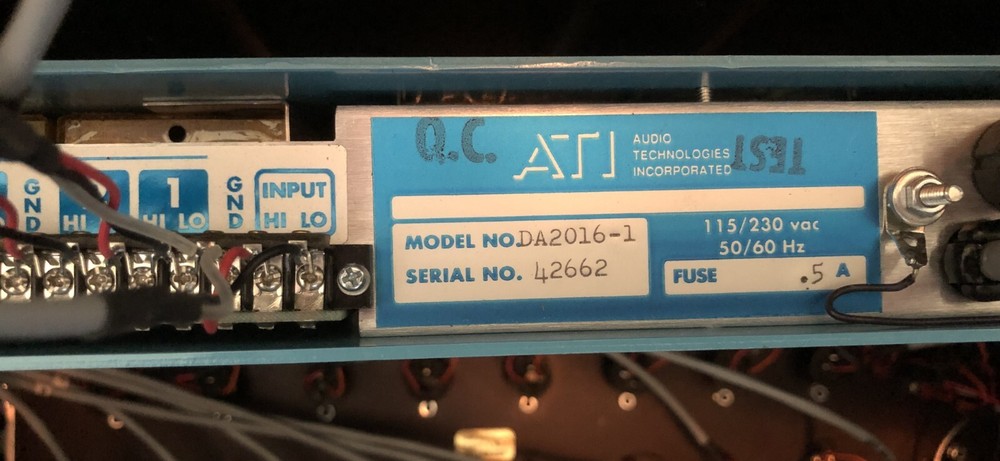 Q.C.
ATI
AUDIO
TECHNOLOGIES
INCORPORATED
TEST
MODEL NO. DA2016-1
SERIAL NO. 42662
115/230 vac
50/60 Hz
FUSE .5 A
GND
HI
1
HI LO
GND
INPUT
HI LO